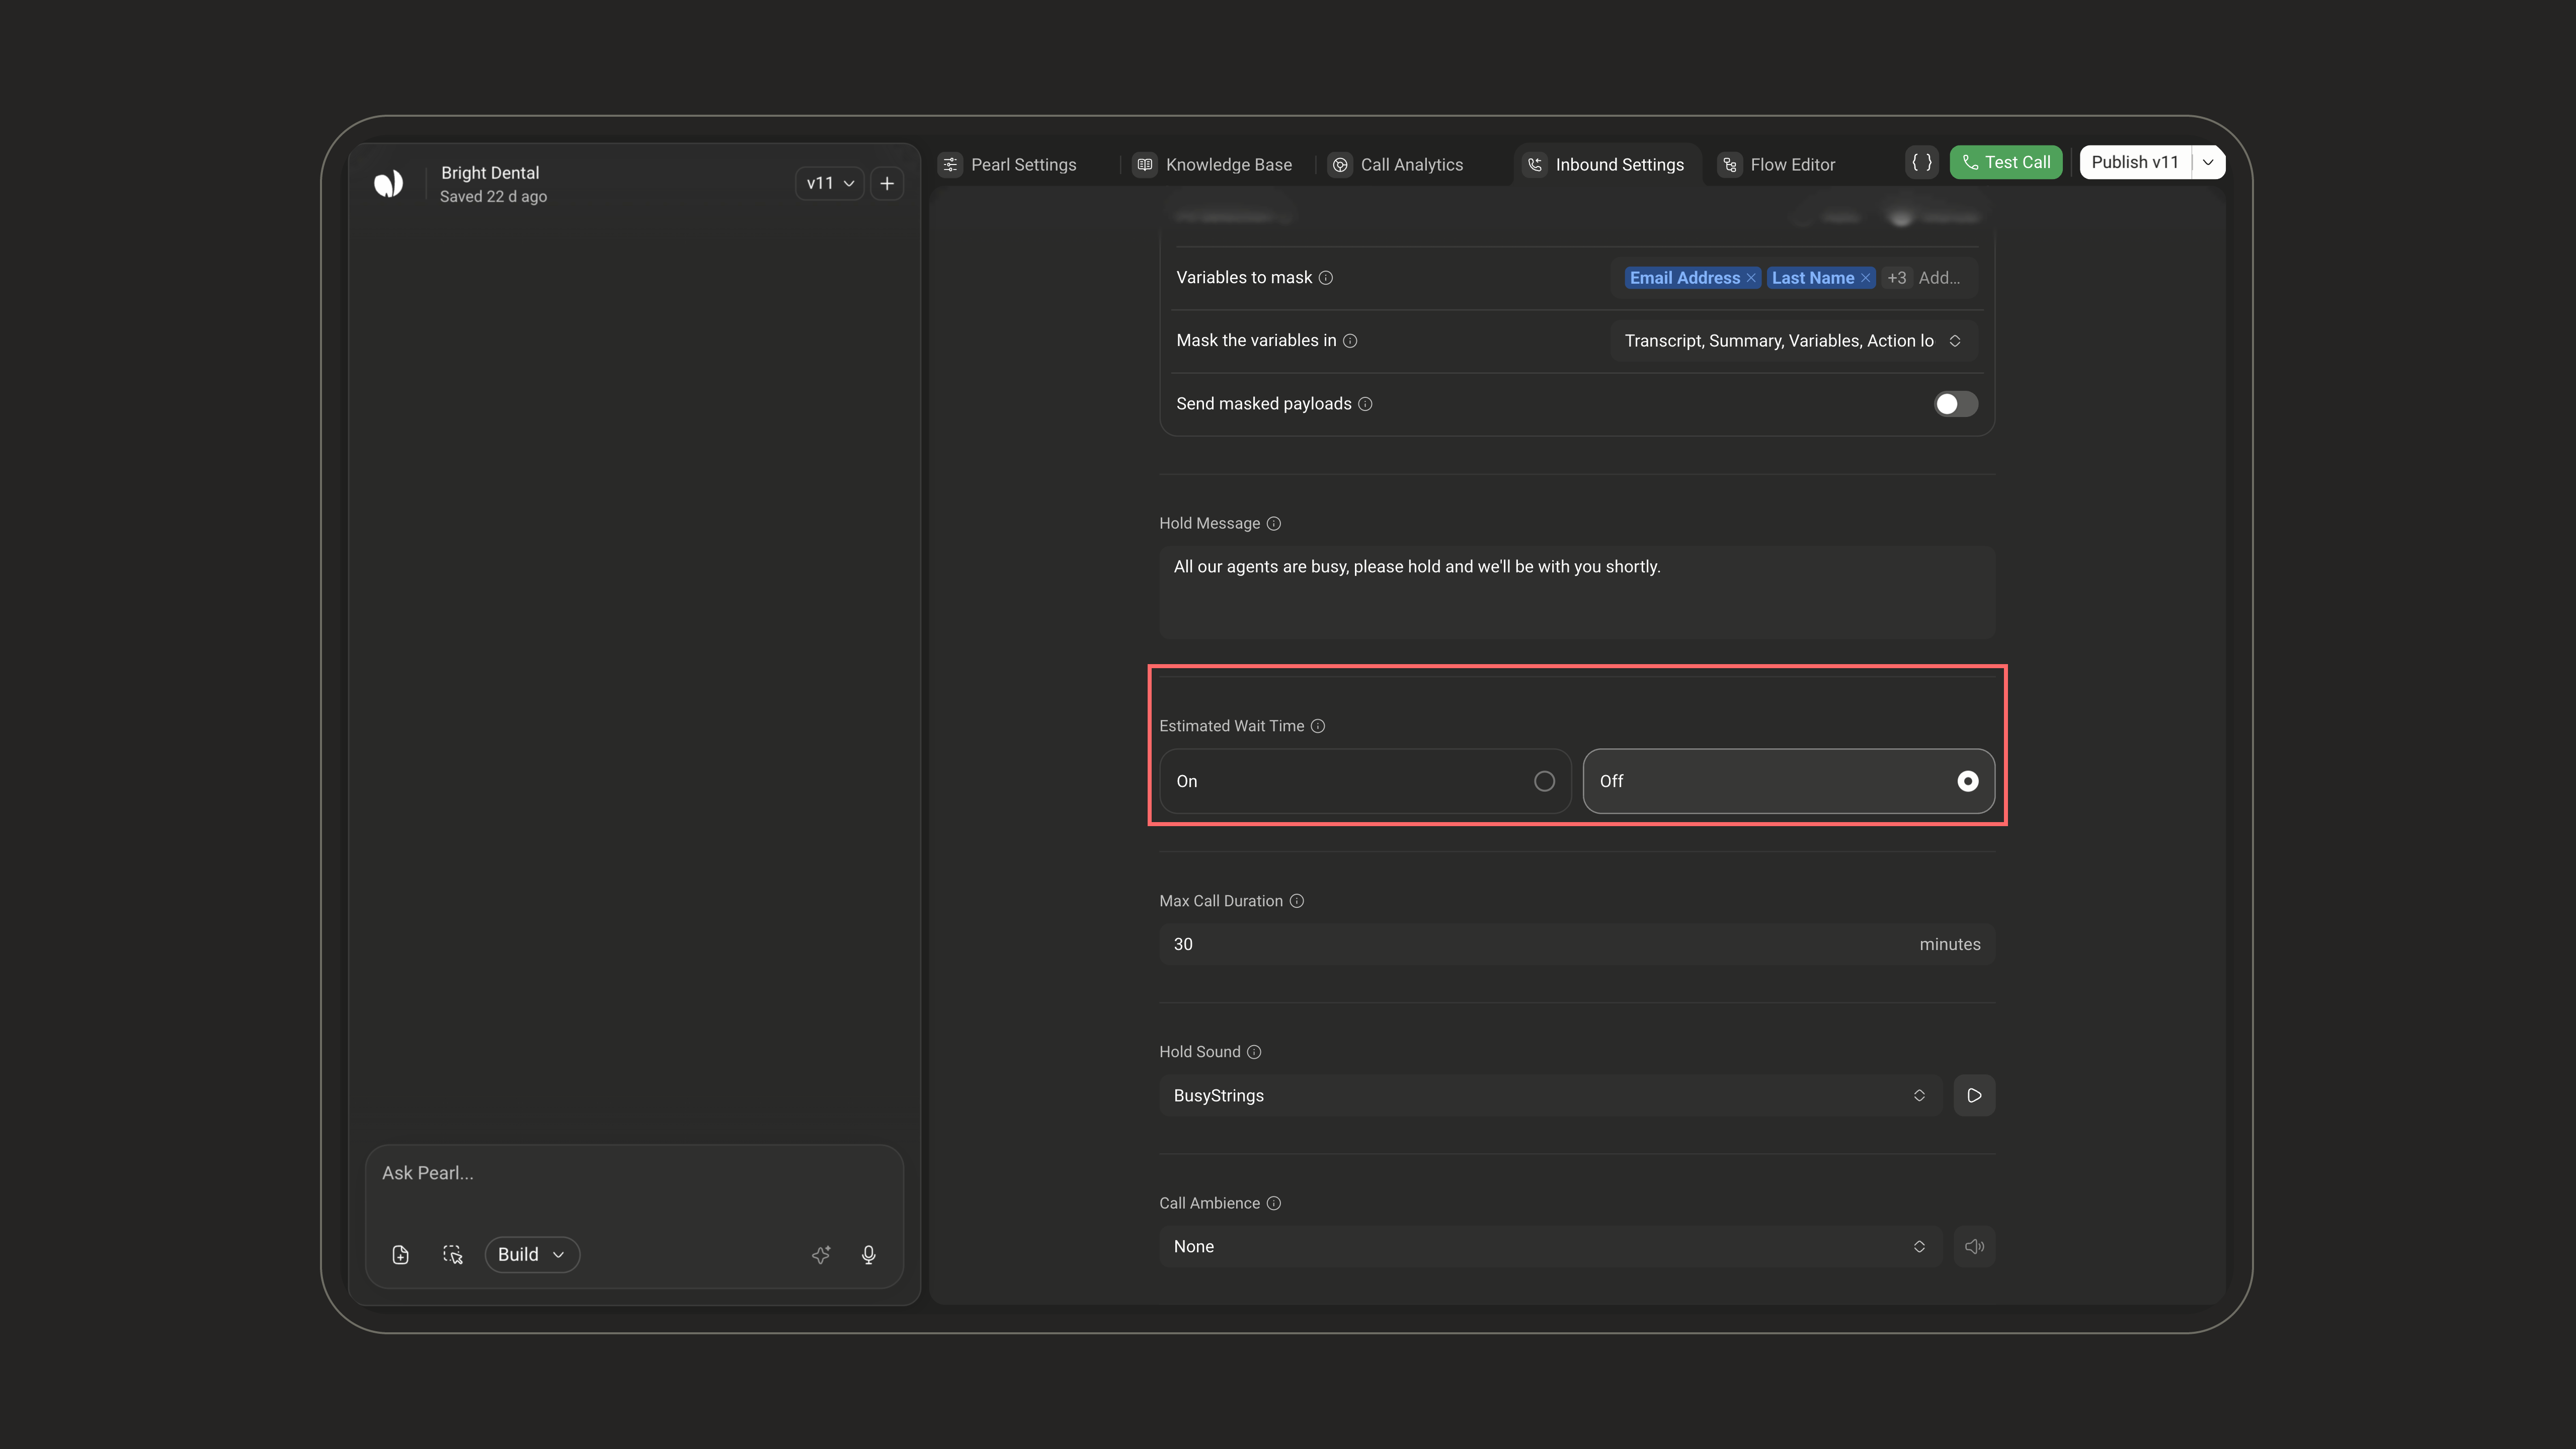 Bright Dental
Saved 22 d ago
v11
Pearl Settings
Knowledge Base
Call Analytics
Inbound Settings
Flow Editor
{ }
Test Call
Publish v11
Variables to mask
Email Address
Last Name
+3
Add...
Mask the variables in
Transcript, Summary, Variables, Action lo
Send masked payloads
Hold Message
All our agents are busy, please hold and we'll be with you shortly.
Estimated Wait Time
On
Off
Max Call Duration
30
minutes
Hold Sound
BusyStrings
Call Ambience
None
Ask Pearl...
Build